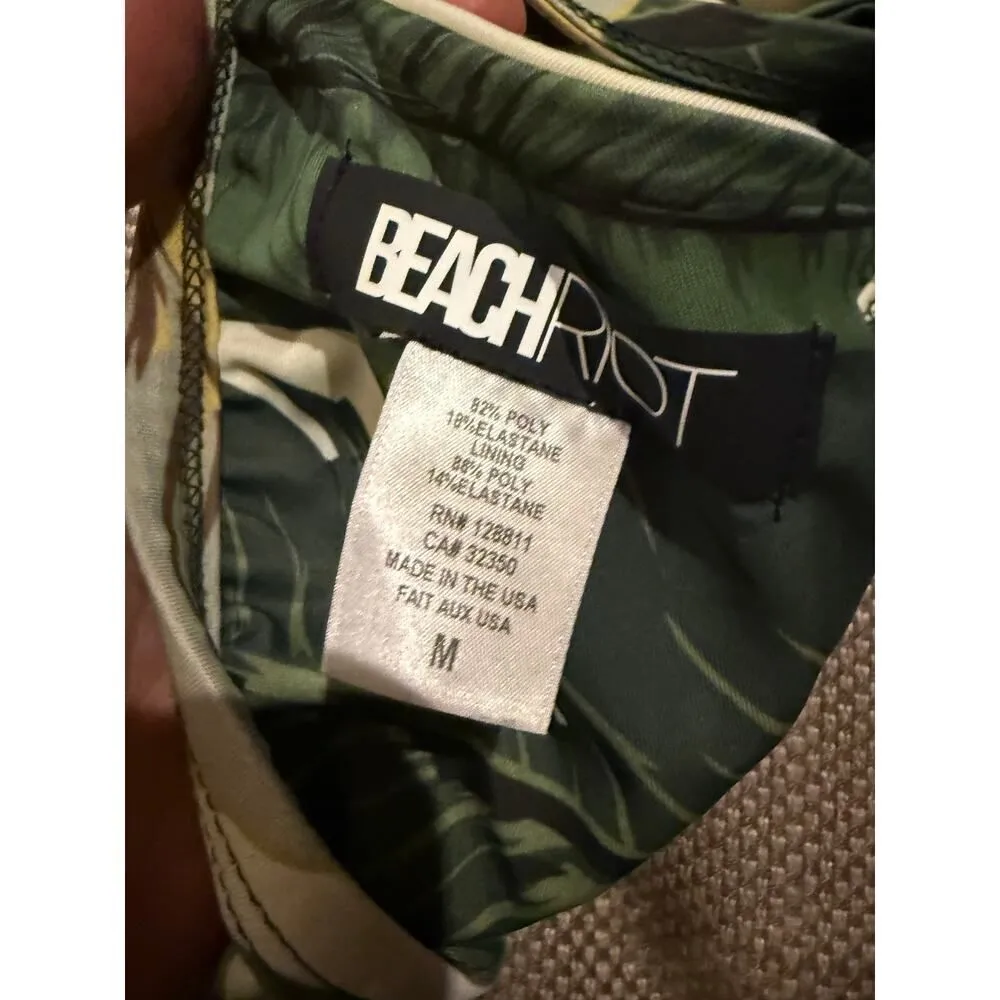 BEACHRIOT
82% POLY
18%ELASTANE
LINING
86% POLY
14%ELASTANE
RN# 128811
CA# 32350
MADE IN THE USA
FAIT AUX USA
M